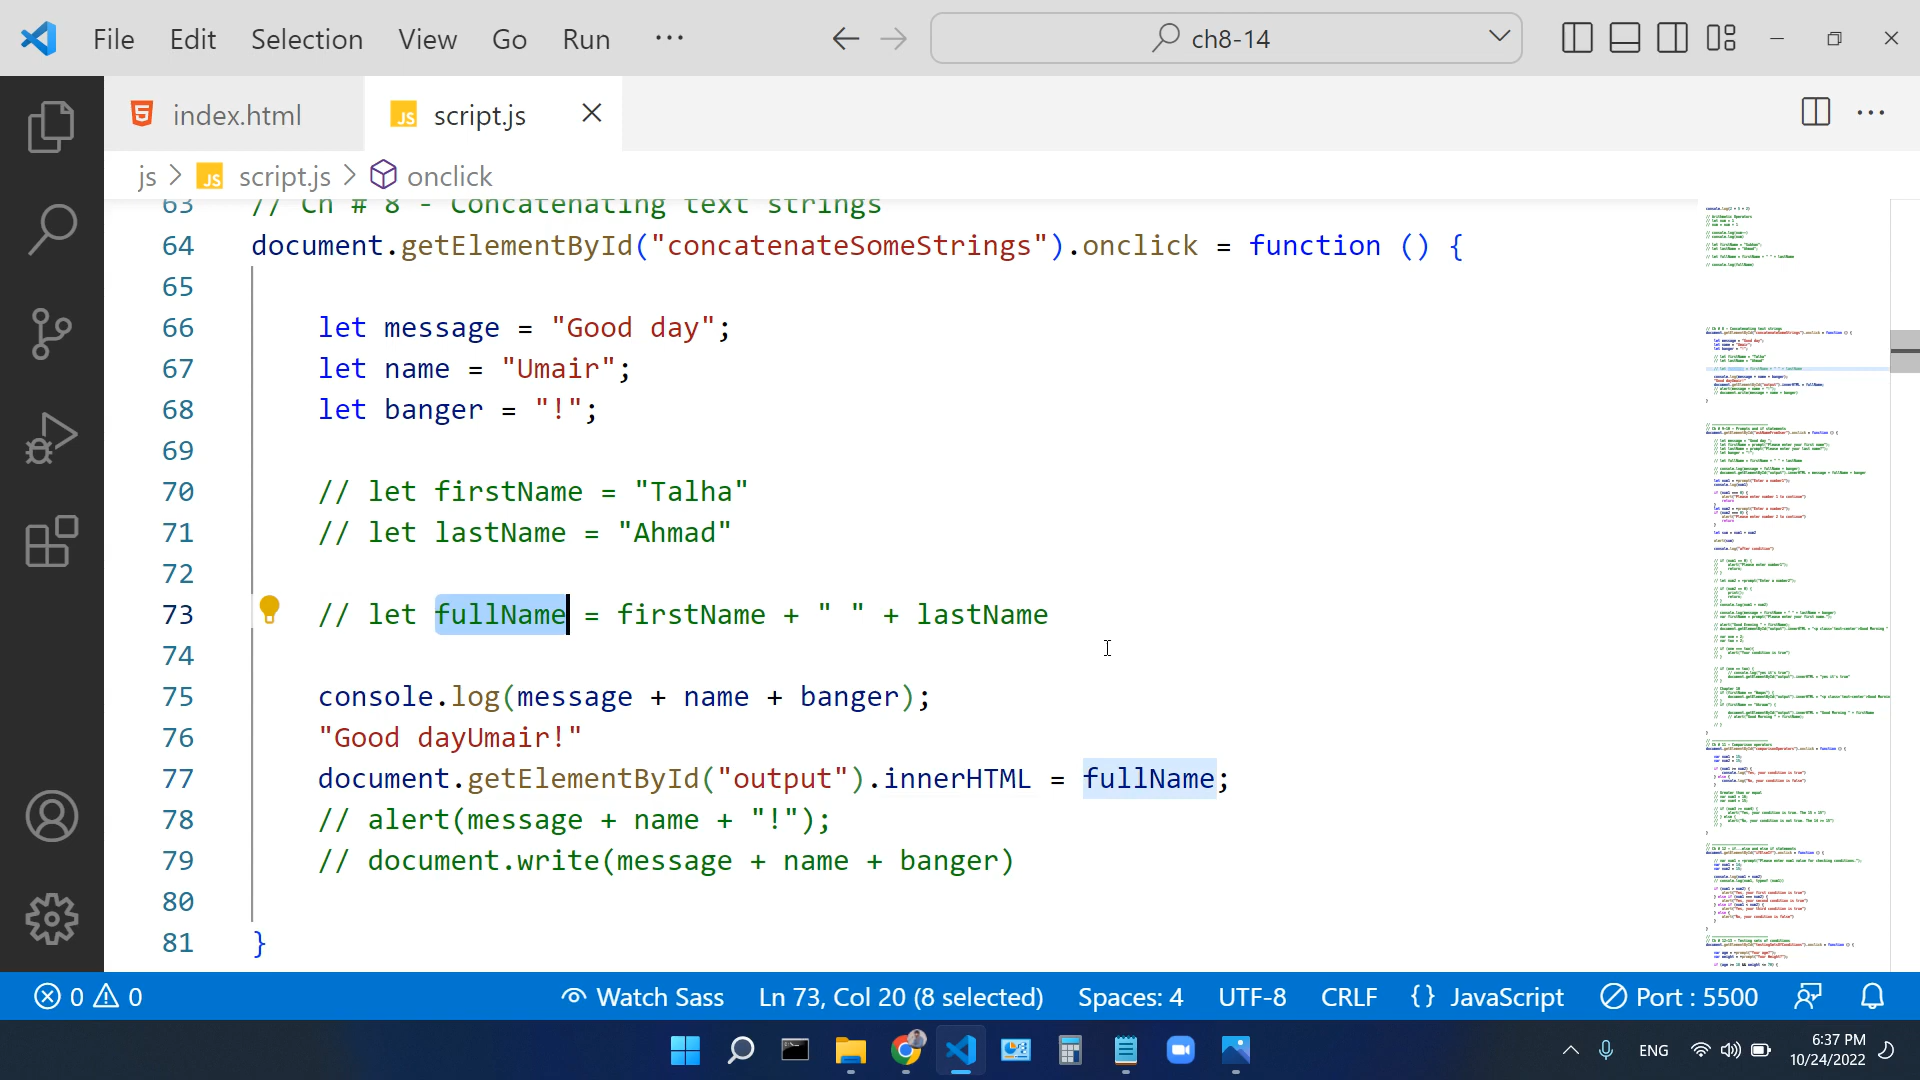 File Edit Selection View Go Run ···
ch8-14
index.html
JS script.js
js > JS script.js > onclick
63 // Ch # 8 - Concatenating text strings
64 document.getElementById("concatenateSomeStrings").onclick = function () {
65
66 let message = "Good day";
67 let name = "Umair";
68 let banger = "!";
69
70 // let firstName = "Talha"
71 // let lastName = "Ahmad"
72
73 // let fullName = firstName + " " + lastName
74
75 console.log(message + name + banger);
76 "Good dayUmair!"
77 document.getElementById("output").innerHTML = fullName;
78 // alert(message + name + "!");
79 // document.write(message + name + banger)
80
81 }
0 0 Watch Sass Ln 73, Col 20 (8 selected) Spaces: 4 UTF-8 CRLF {} JavaScript Port : 5500
ENG
6:37 PM
10/24/2022